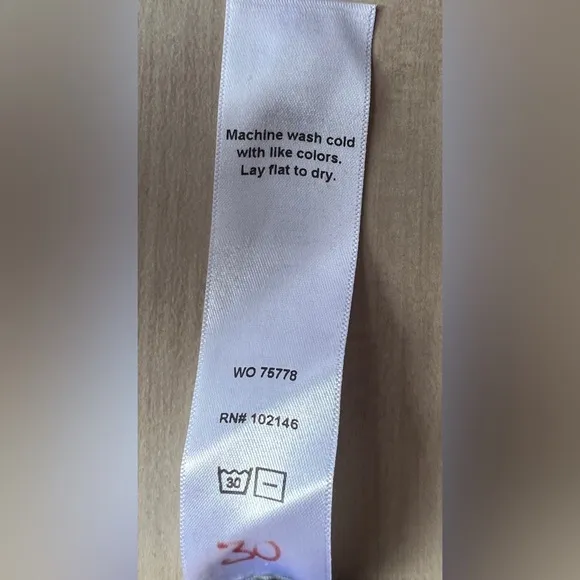 Machine wash cold
with like colors.
Lay flat to dry.
WO 75778
RN# 102146
30
-30